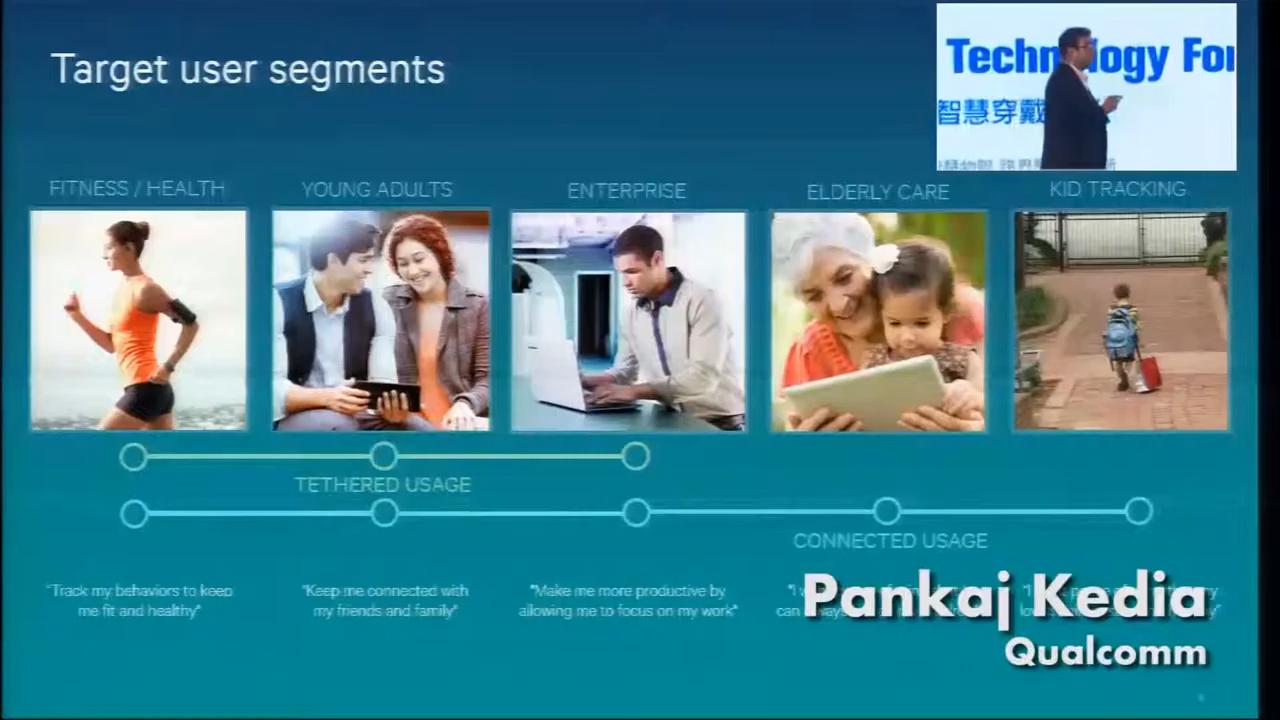 Target user segments
Techn logy For
智慧穿戴
FITNESS / HEALTH
YOUNG ADULTS
ENTERPRISE
ELDERLY CARE
KID TRACKING
TETHERED USAGE
CONNECTED USAGE
"Track my behaviors to keep
me fit and healthy"
"Keep me connected with
my friends and family"
"Make me more productive by
allowing me to focus on my work"
Pankaj Kedia
Qualcomm